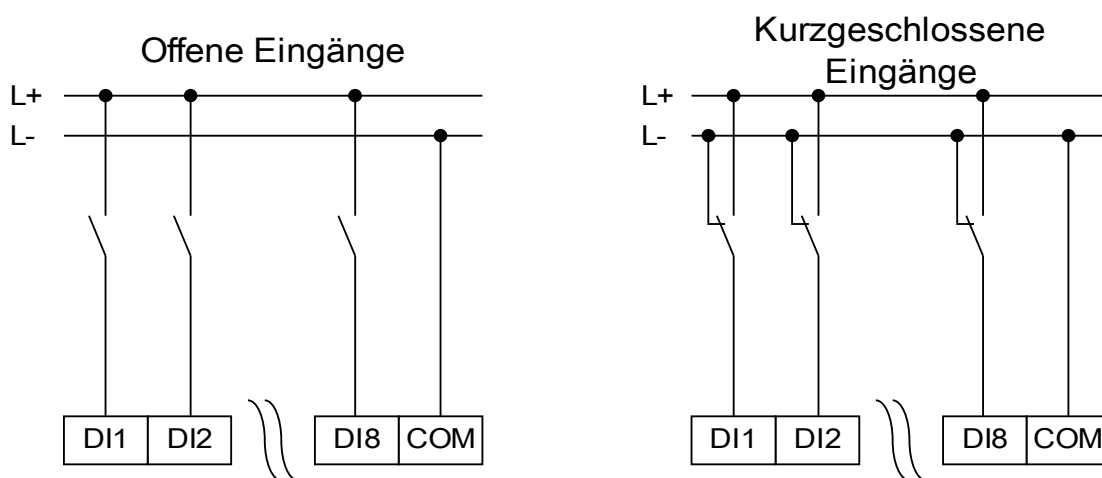 Offene Eingänge
L+
L-
DI1 DI2 DI8 COM
Kurzgeschlossene
Eingänge
L+
L-
DI1 DI2 DI8 COM